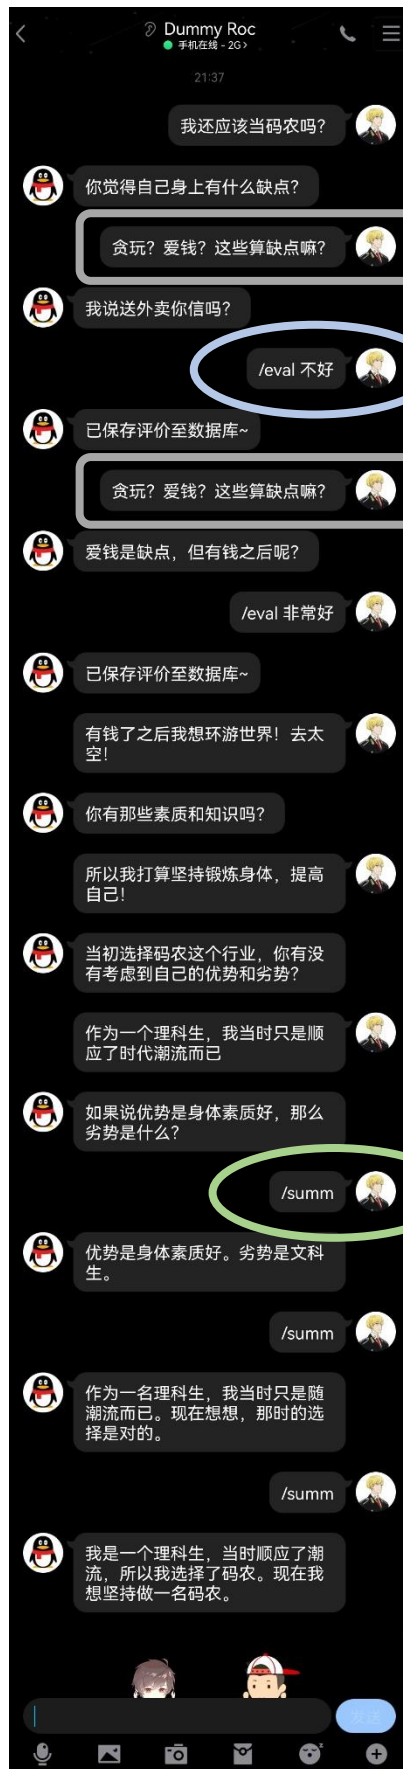 Dummy Roc
手机在线 - 2G>
21:37
我还应该当码农吗?
你觉得自己身上有什么缺点?
贪玩? 爱钱? 这些算缺点嘛?
我说送外卖你信吗?
/eval 不好
已保存评价至数据库~
贪玩? 爱钱? 这些算缺点嘛?
爱钱是缺点, 但有钱之后呢?
/eval 非常好
已保存评价至数据库~
有钱了之后我想环游世界! 去太
空!
你有那些素质和知识吗?
所以我打算坚持锻炼身体, 提高
自己!
当初选择码农这个行业, 你有没
有考虑到自己的优势和劣势?
作为一个理科生, 我当时只是顺
应了时代潮流而已
如果说优势是身体素质好, 那么
劣势是什么?
/summ
优势是身体素质好。劣势是文科
生。
/summ
作为一名理科生, 我当时只是随
潮流而已。现在想想, 那时的选
择是对的。
/summ
我是一个理科生, 当时顺应了潮
流, 所以我选择了码农。现在我
想坚持做一名码农。
发送